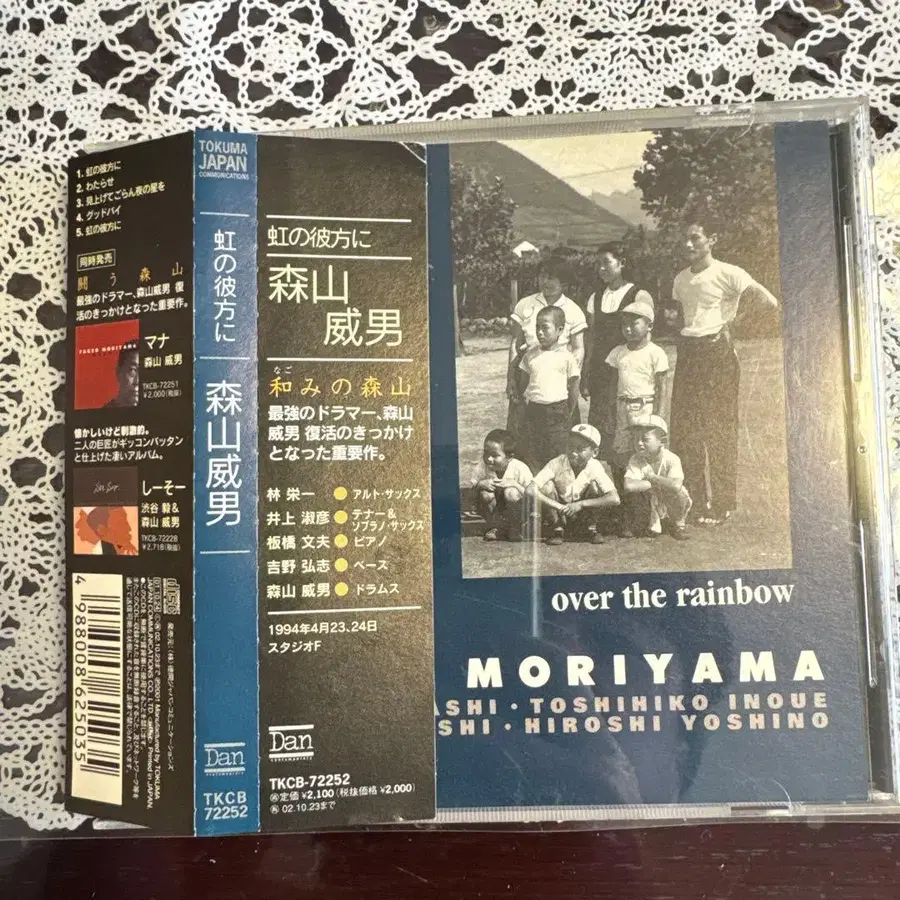 1. 虹の彼方に
2. わたらせ
3. 見上げてごらん夜の星を
4. グッドバイ
5. 虹の彼方に
同時発売
闘う森山
最強のドラマー、森山威男 復
活のきっかけとなった重要作。
マナ
森山 威男
TKCB-72251
¥2,000(税抜)
懐かしいけど刺激的。
二人の巨匠がギッコンバッタン
と仕上げた凄いアルバム。
しーそー
渋谷 毅&
森山 威男
TKCB-72228
¥2,718(税抜)
4988008625035
TOKUMA
JAPAN
COMMUNICATIONS
虹の彼方に
森山威男
Dan
TKCB
72252
虹の彼方に
森山
威男
なご
和みの森山
最強のドラマー、森山
威男 復活のきっかけ
となった重要作。
林 栄一 ●アルト・サックス
井上 淑彦●テナー&
ソプラノ・サックス
板橋 文夫●ピアノ
吉野 弘志●ベース
森山 威男●ドラムス
1994年4月23、24日
スタジオF
Dan
TKCB-72252
定価 ¥2,100(税抜価格 ¥2,000)
02.10.23まで
over the rainbow
MORIYAMA
ASHI・TOSHIHIKO INOUE
SHI・HIROSHI YOSHINO